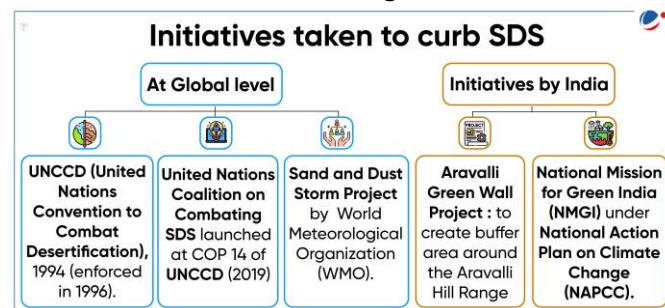 Initiatives taken to curb SDS
At Global level
UNCCD (United
Nations
Convention to
Combat
Desertification),
1994 (enforced
in 1996).
United Nations
Coalition on
Combating
SDS launched
at COP 14 of
UNCCD (2019)
Sand and Dust
Storm Project
by World
Meteorological
Organization
(WMO).
Initiatives by India
PROJECT
Aravalli
Green Wall
Project : to
create buffer
area around
the Aravalli
Hill Range
National Mission
for Green India
(NMGI) under
National Action
Plan on Climate
Change
(NAPCC).